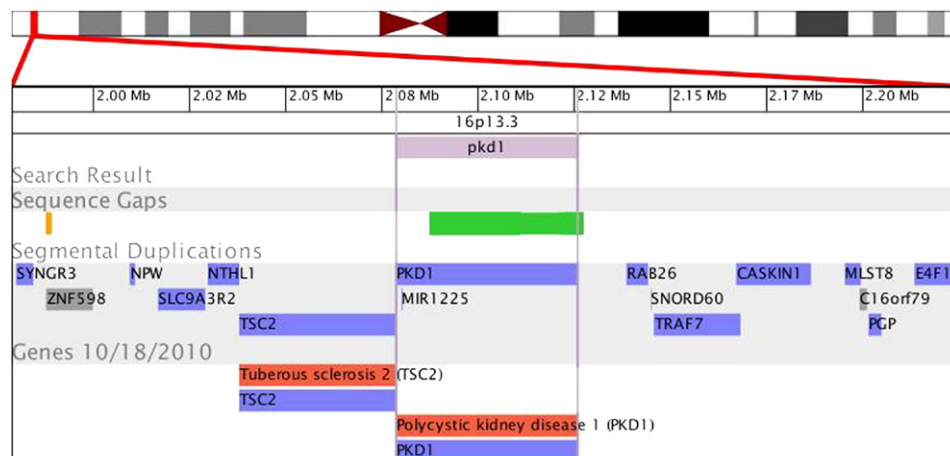 2.00 Mb 2.02 Mb 2.05 Mb 2.08 Mb 2.10 Mb 2.12 Mb 2.15 Mb 2.17 Mb 2.20 Mb
16p13.3
pkd1
Search Result
Sequence Gaps
Segmental Duplications
SYNGR3 NPW NTHL1 PKD1 RAB26 CASKIN1 MLST8 E4F1
ZNF598 SLC9A3R2 MIR1225 SNORD60 C16orf79
TSC2 TRAF7 PGP
Genes 10/18/2010
Tuberous sclerosis 2 (TSC2)
TSC2
Polycystic kidney disease 1 (PKD1)
PKD1